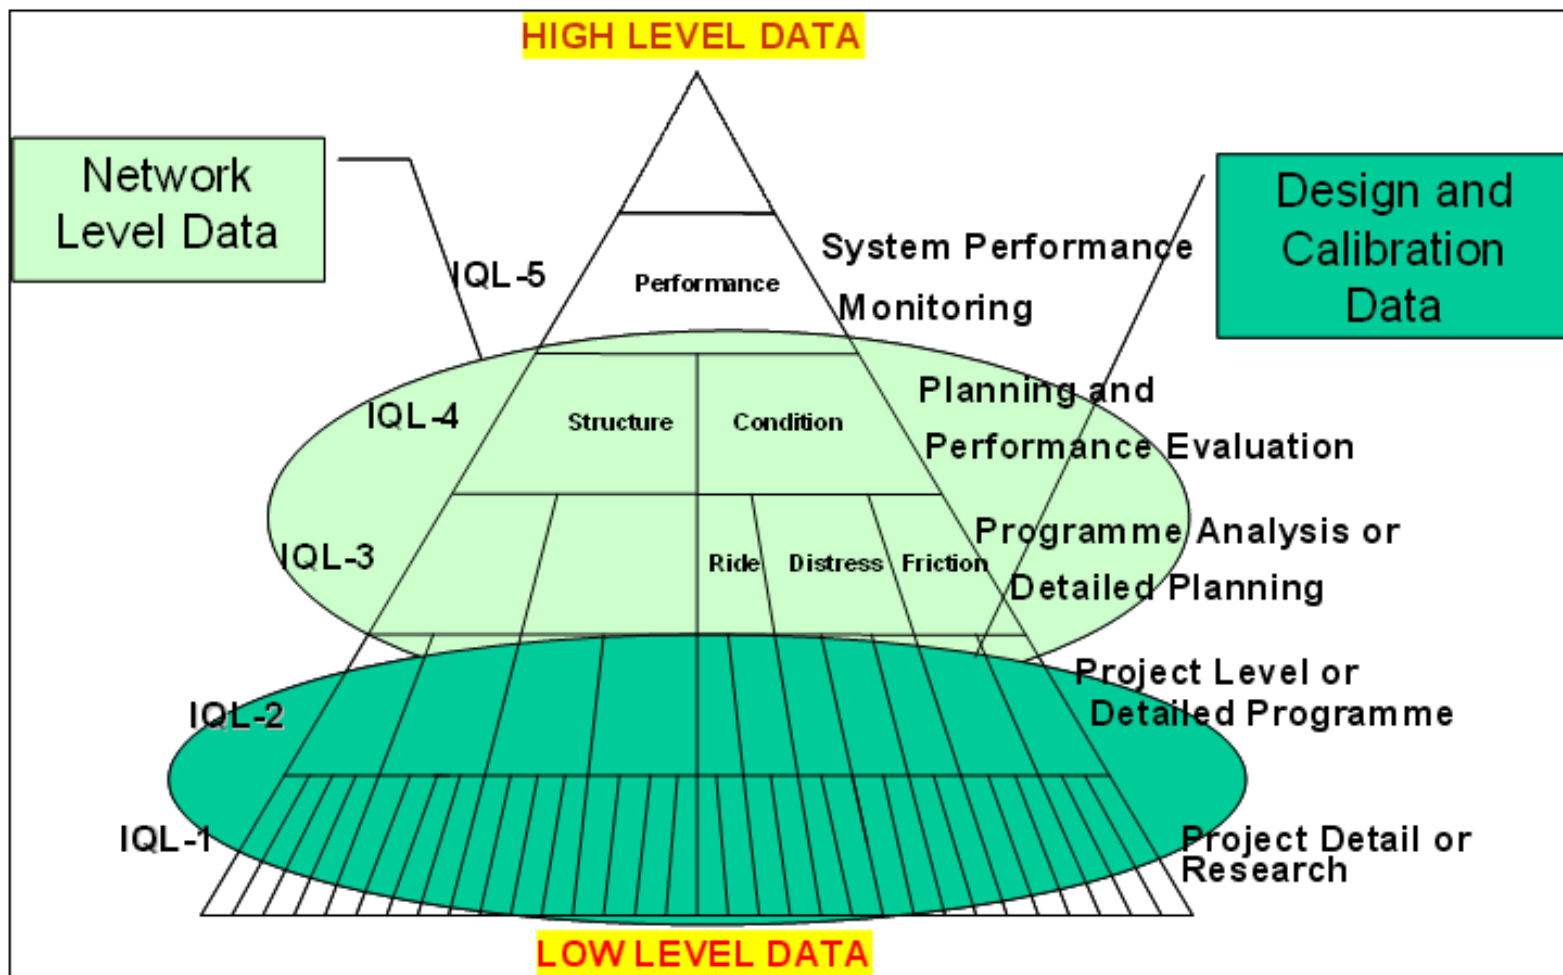 HIGH LEVEL DATA
Network
Level Data
Design and
Calibration
Data
IQL-5
Performance
System Performance
Monitoring
IQL-4
Structure
Condition
Planning and
Performance Evaluation
IQL-3
Ride
Distress
Friction
Programme Analysis or
Detailed Planning
IQL-2
Project Level or
Detailed Programme
IQL-1
Project Detail or
Research
LOW LEVEL DATA